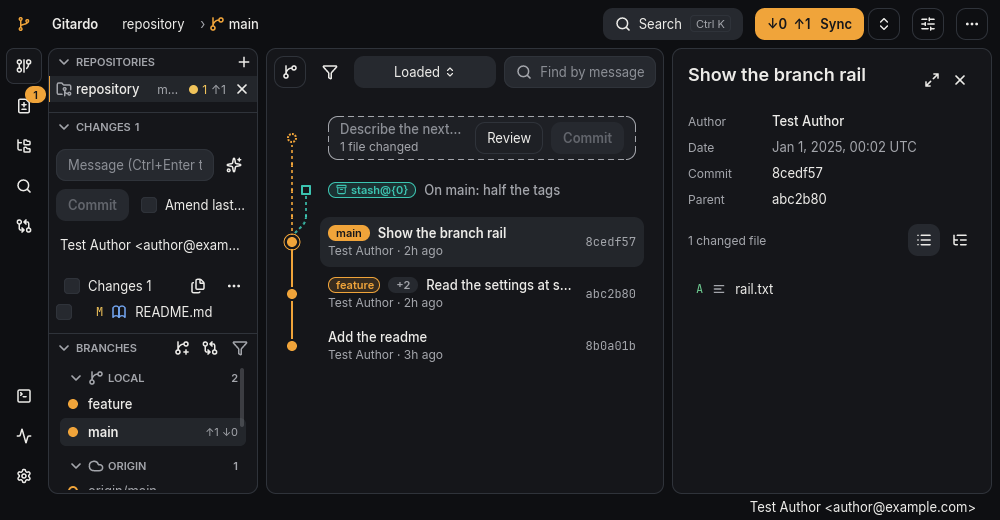 Gitardo repository › main
Search Ctrl K
↓0 ↑1 Sync
REPOSITORIES
repository m... 1 ↑1
1
CHANGES 1
Message (Ctrl+Enter t
Commit Amend last...
Test Author <author@exam...
Changes 1
M README.md
BRANCHES
LOCAL 2
feature
main ↑1 ↓0
ORIGIN 1
origin/main
Loaded
Find by message
Describe the next...
1 file changed
Review Commit
stash@{0} On main: half the tags
main Show the branch rail
Test Author · 2h ago 8cedf57
feature +2 Read the settings at s...
Test Author · 2h ago abc2b80
Add the readme
Test Author · 3h ago 8b0a01b
Show the branch rail
Author Test Author
Date Jan 1, 2025, 00:02 UTC
Commit 8cedf57
Parent abc2b80
1 changed file
A rail.txt
Test Author <author@example.com>